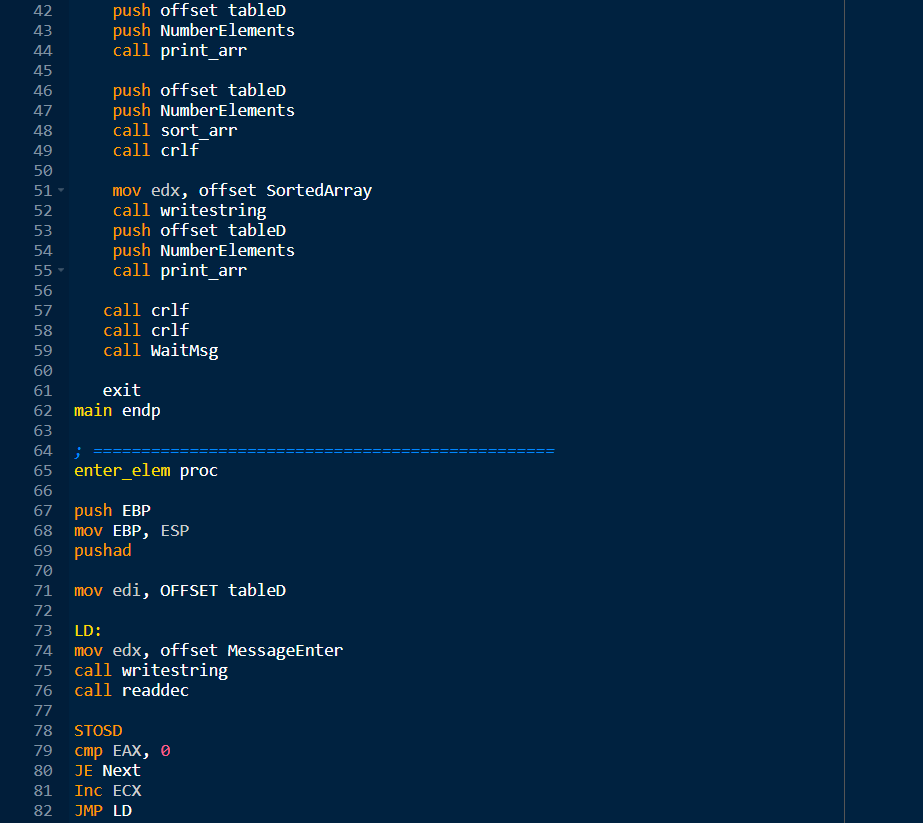 42 push offset tableD
43 push NumberElements
44 call print_arr
45
46 push offset tableD
47 push NumberElements
48 call sort_arr
49 call crlf
50
51 mov edx, offset SortedArray
52 call writestring
53 push offset tableD
54 push NumberElements
55 call print_arr
56
57 call crlf
58 call crlf
59 call WaitMsg
60
61 exit
62 main endp
63
64 ; ================================================
65 enter_elem proc
66
67 push EBP
68 mov EBP, ESP
69 pushad
70
71 mov edi, OFFSET tableD
72
73 LD:
74 mov edx, offset MessageEnter
75 call writestring
76 call readdec
77
78 STOSD
79 cmp EAX, 0
80 JE Next
81 Inc ECX
82 JMP LD